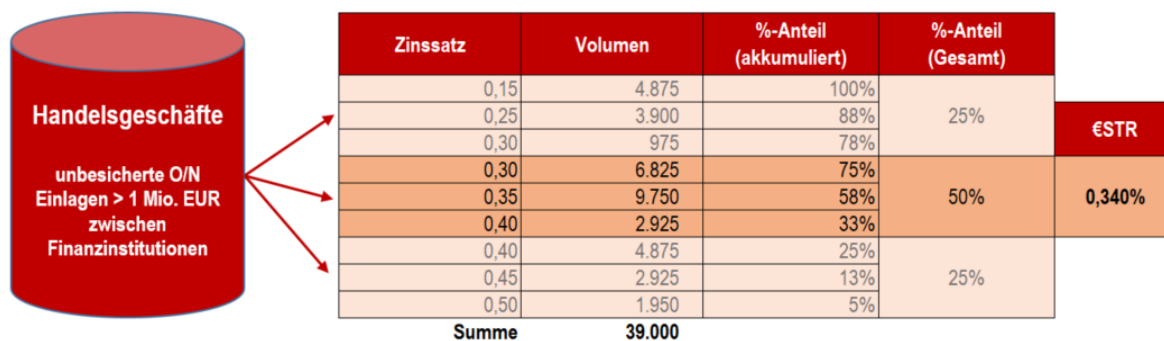 Handelsgeschäfte
unbesicherte O/N
Einlagen > 1 Mio. EUR
zwischen
Finanzinstitutionen
Zinssatz Volumen %-Anteil (akkumuliert) %-Anteil (Gesamt)
0,15 4.875 100%
0,25 3.900 88% 25%
0,30 975 78%
€STR
0,30 6.825 75%
0,35 9.750 58% 50% 0,340%
0,40 2.925 33%
0,40 4.875 25%
0,45 2.925 13% 25%
0,50 1.950 5%
Summe 39.000